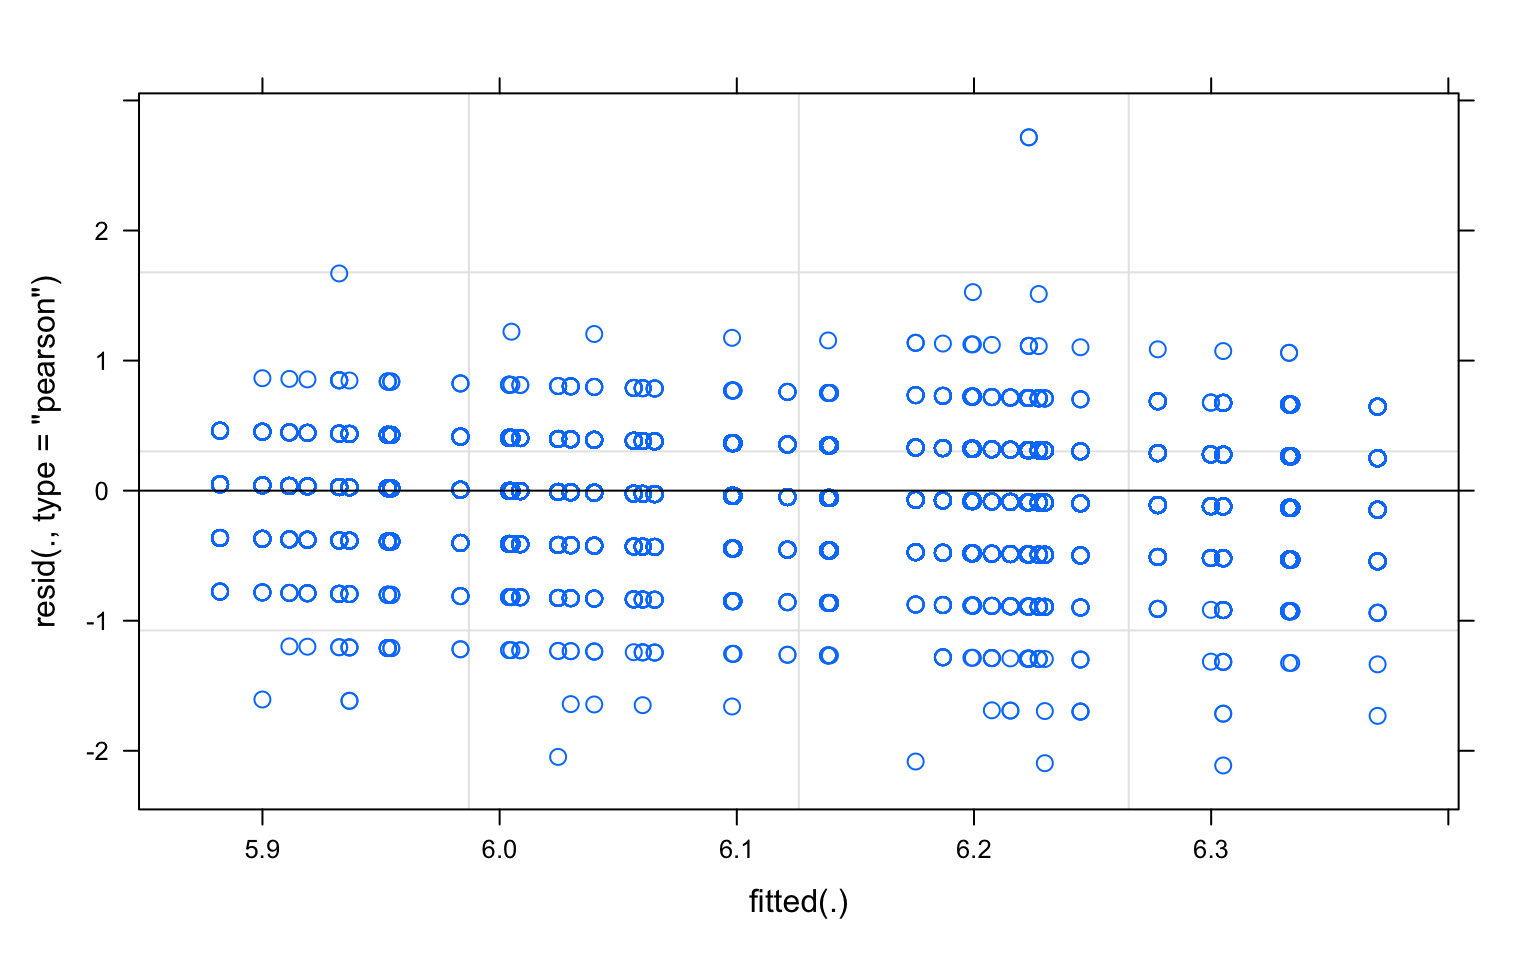 resid(., type = "pearson")
2
1
0
-1
-2
5.9 6.0 6.1 6.2 6.3
fitted(.)